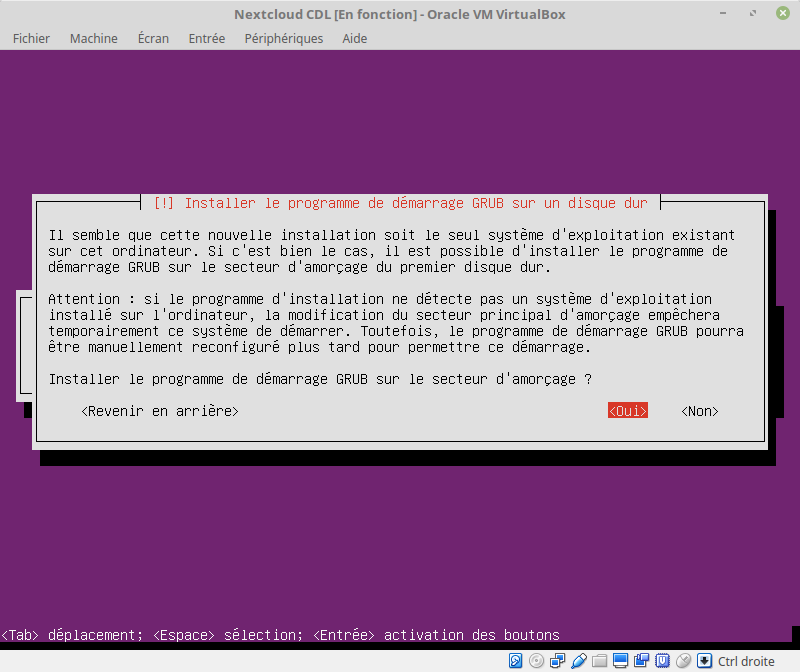 Nextcloud CDL [En fonction] - Oracle VM VirtualBox
Fichier Machine Écran Entrée Périphériques Aide
[!] Installer le programme de démarrage GRUB sur un disque dur
Il semble que cette nouvelle installation soit le seul système d'exploitation existant
sur cet ordinateur. Si c'est bien le cas, il est possible d'installer le programme de
démarrage GRUB sur le secteur d'amorçage du premier disque dur.
Attention : si le programme d'installation ne détecte pas un système d'exploitation
installé sur l'ordinateur, la modification du secteur principal d'amorçage empêchera
temporairement ce système de démarrer. Toutefois, le programme de démarrage GRUB pourra
être manuellement reconfiguré plus tard pour permettre ce démarrage.
Installer le programme de démarrage GRUB sur le secteur d'amorçage ?
<Revenir en arrière> <Oui> <Non>
<Tab> déplacement; <Espace> sélection; <Entrée> activation des boutons
Ctrl droite